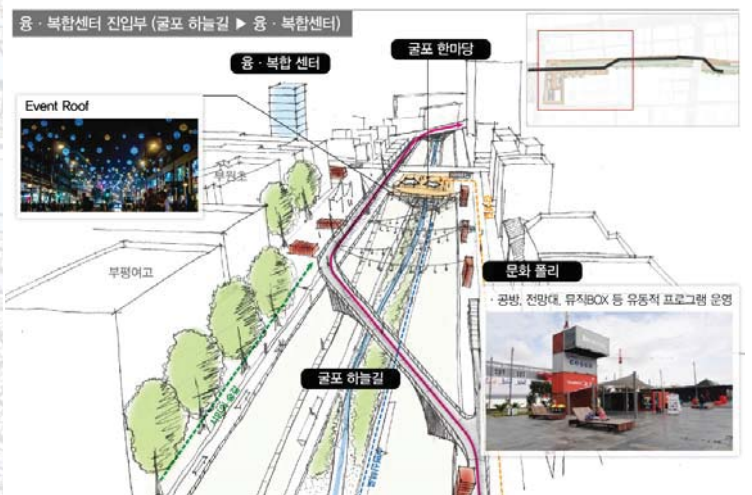 융 · 복합센터 진입부 (굴포 하늘길 ▶ 융 · 복합센터)
융 · 복합 센터
굴포 한마당
Event Roof
부원초
부평여고
문화 폴리
· 공방, 전망대, 뮤직BOX 등 유동적 프로그램 운영
굴포 하늘길